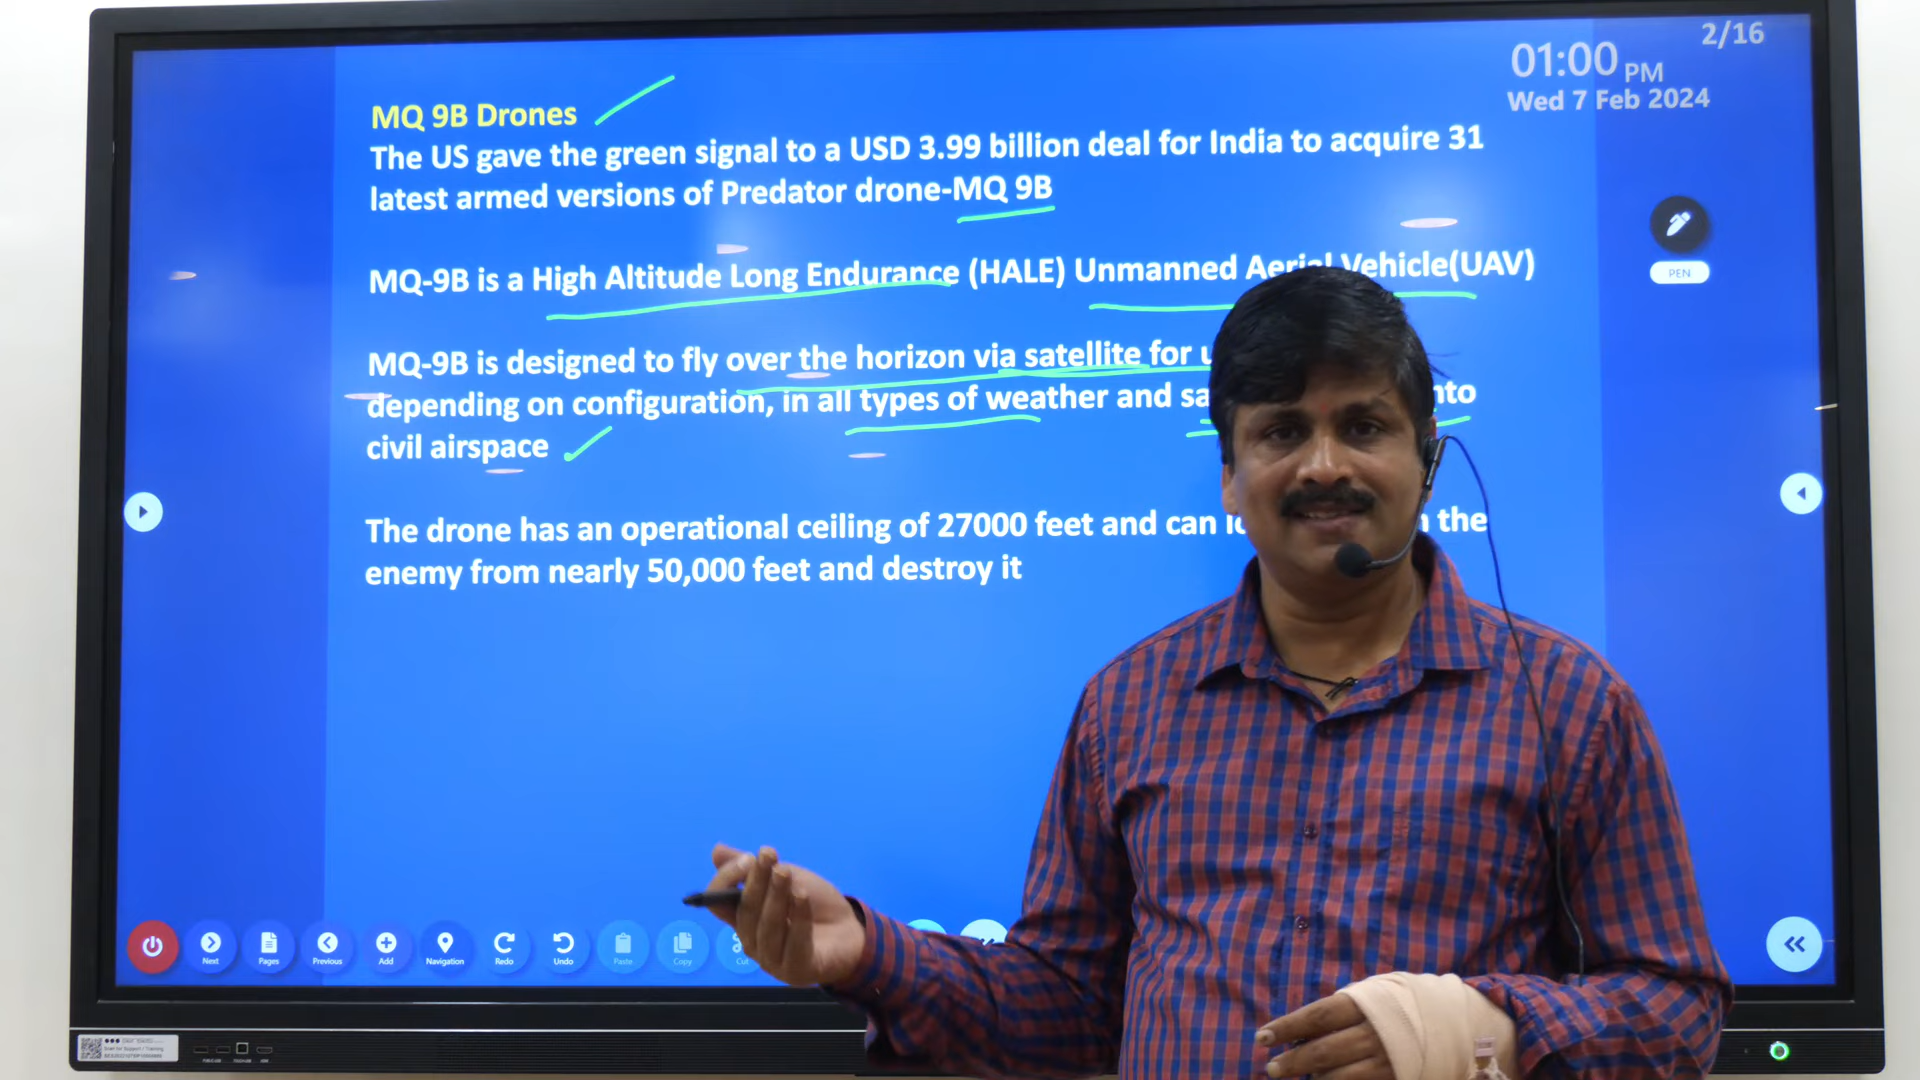 2/16
01:00 PM
Wed 7 Feb 2024
MQ 9B Drones
The US gave the green signal to a USD 3.99 billion deal for India to acquire 31
latest armed versions of Predator drone-MQ 9B
PEN
MQ-9B is a High Altitude Long Endurance (HALE) Unmanned Aerial Vehicle(UAV)
MQ-9B is designed to fly over the horizon via satellite for
depending on configuration, in all types of weather and
civil airspace
The drone has an operational ceiling of 27000 feet and can the
enemy from nearly 50,000 feet and destroy it
Next Pages Previous Add Navigation Redo Undo Paste Copy Cut